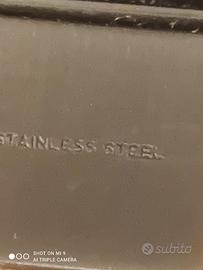 STAINLESS STEEL
SHOT ON MI 9
AI TRIPLE CAMERA
subito